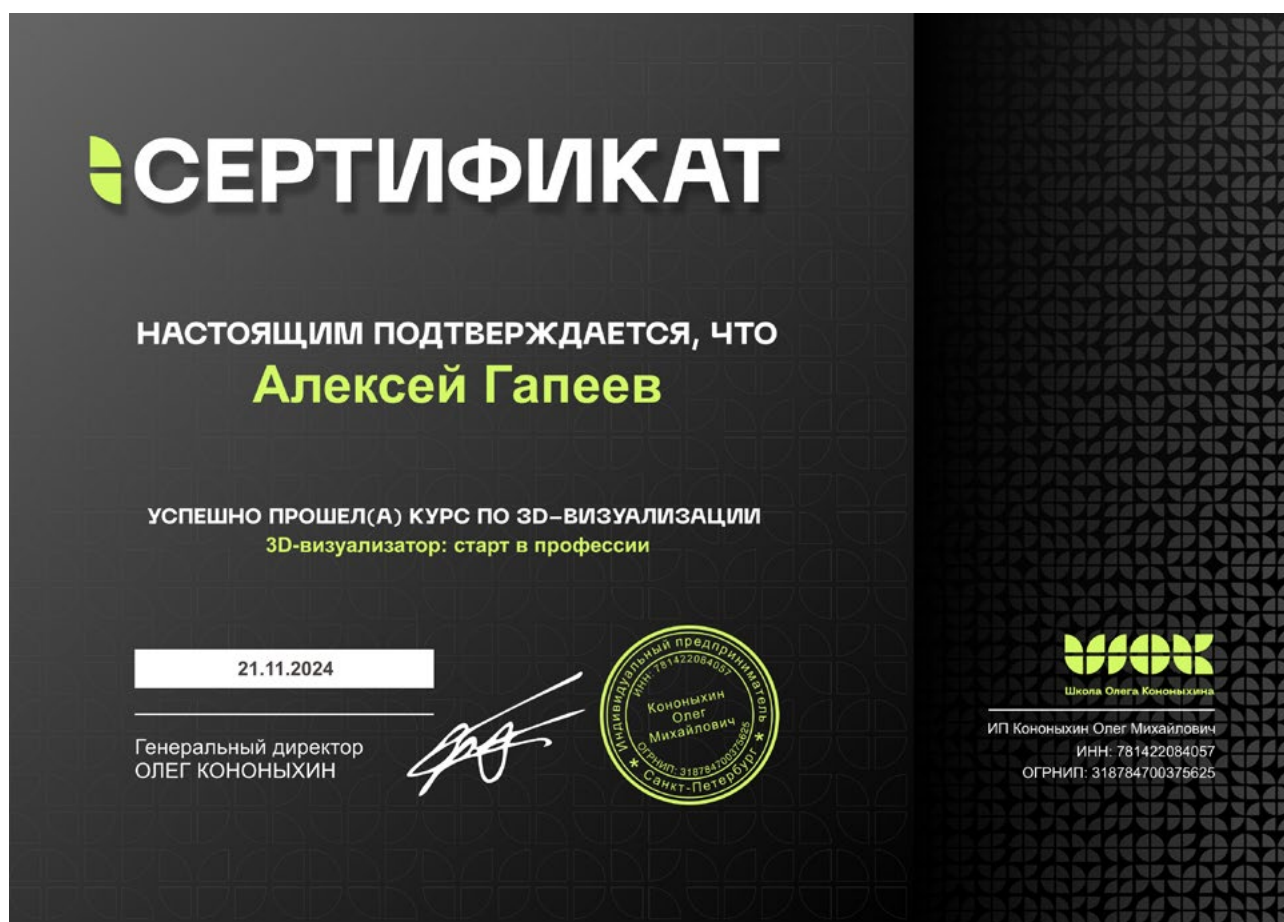 СЕРТИФИКАТ
НАСТОЯЩИМ ПОДТВЕРЖДАЕТСЯ, ЧТО
Алексей Гапеев
УСПЕШНО ПРОШЕЛ(А) КУРС ПО 3D-ВИЗУАЛИЗАЦИИ
3D-визуализатор: старт в профессии
21.11.2024
Генеральный директор
ОЛЕГ КОНОНЫХИН
Индивидуальный предприниматель
ИНН: 781422084057
Кононыхин
Олег
Михайлович
ОГРНИП: 318784700375625
Санкт-Петербург
ШОК
Школа Олега Кононыхина
ИП Кононыхин Олег Михайлович
ИНН: 781422084057
ОГРНИП: 318784700375625